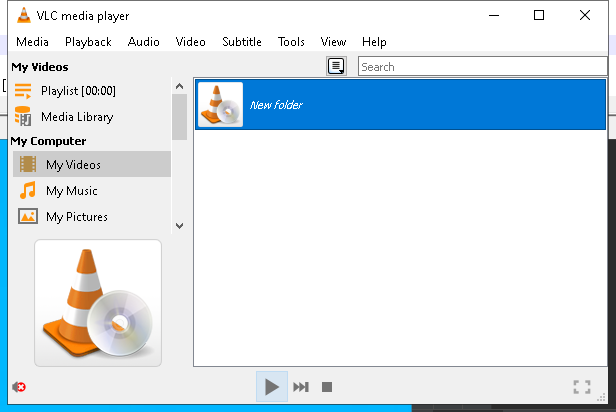 VLC media player
Media Playback Audio Video Subtitle Tools View Help
My Videos
Search
Playlist [00:00]
Media Library
My Computer
My Videos
My Music
My Pictures
New folder